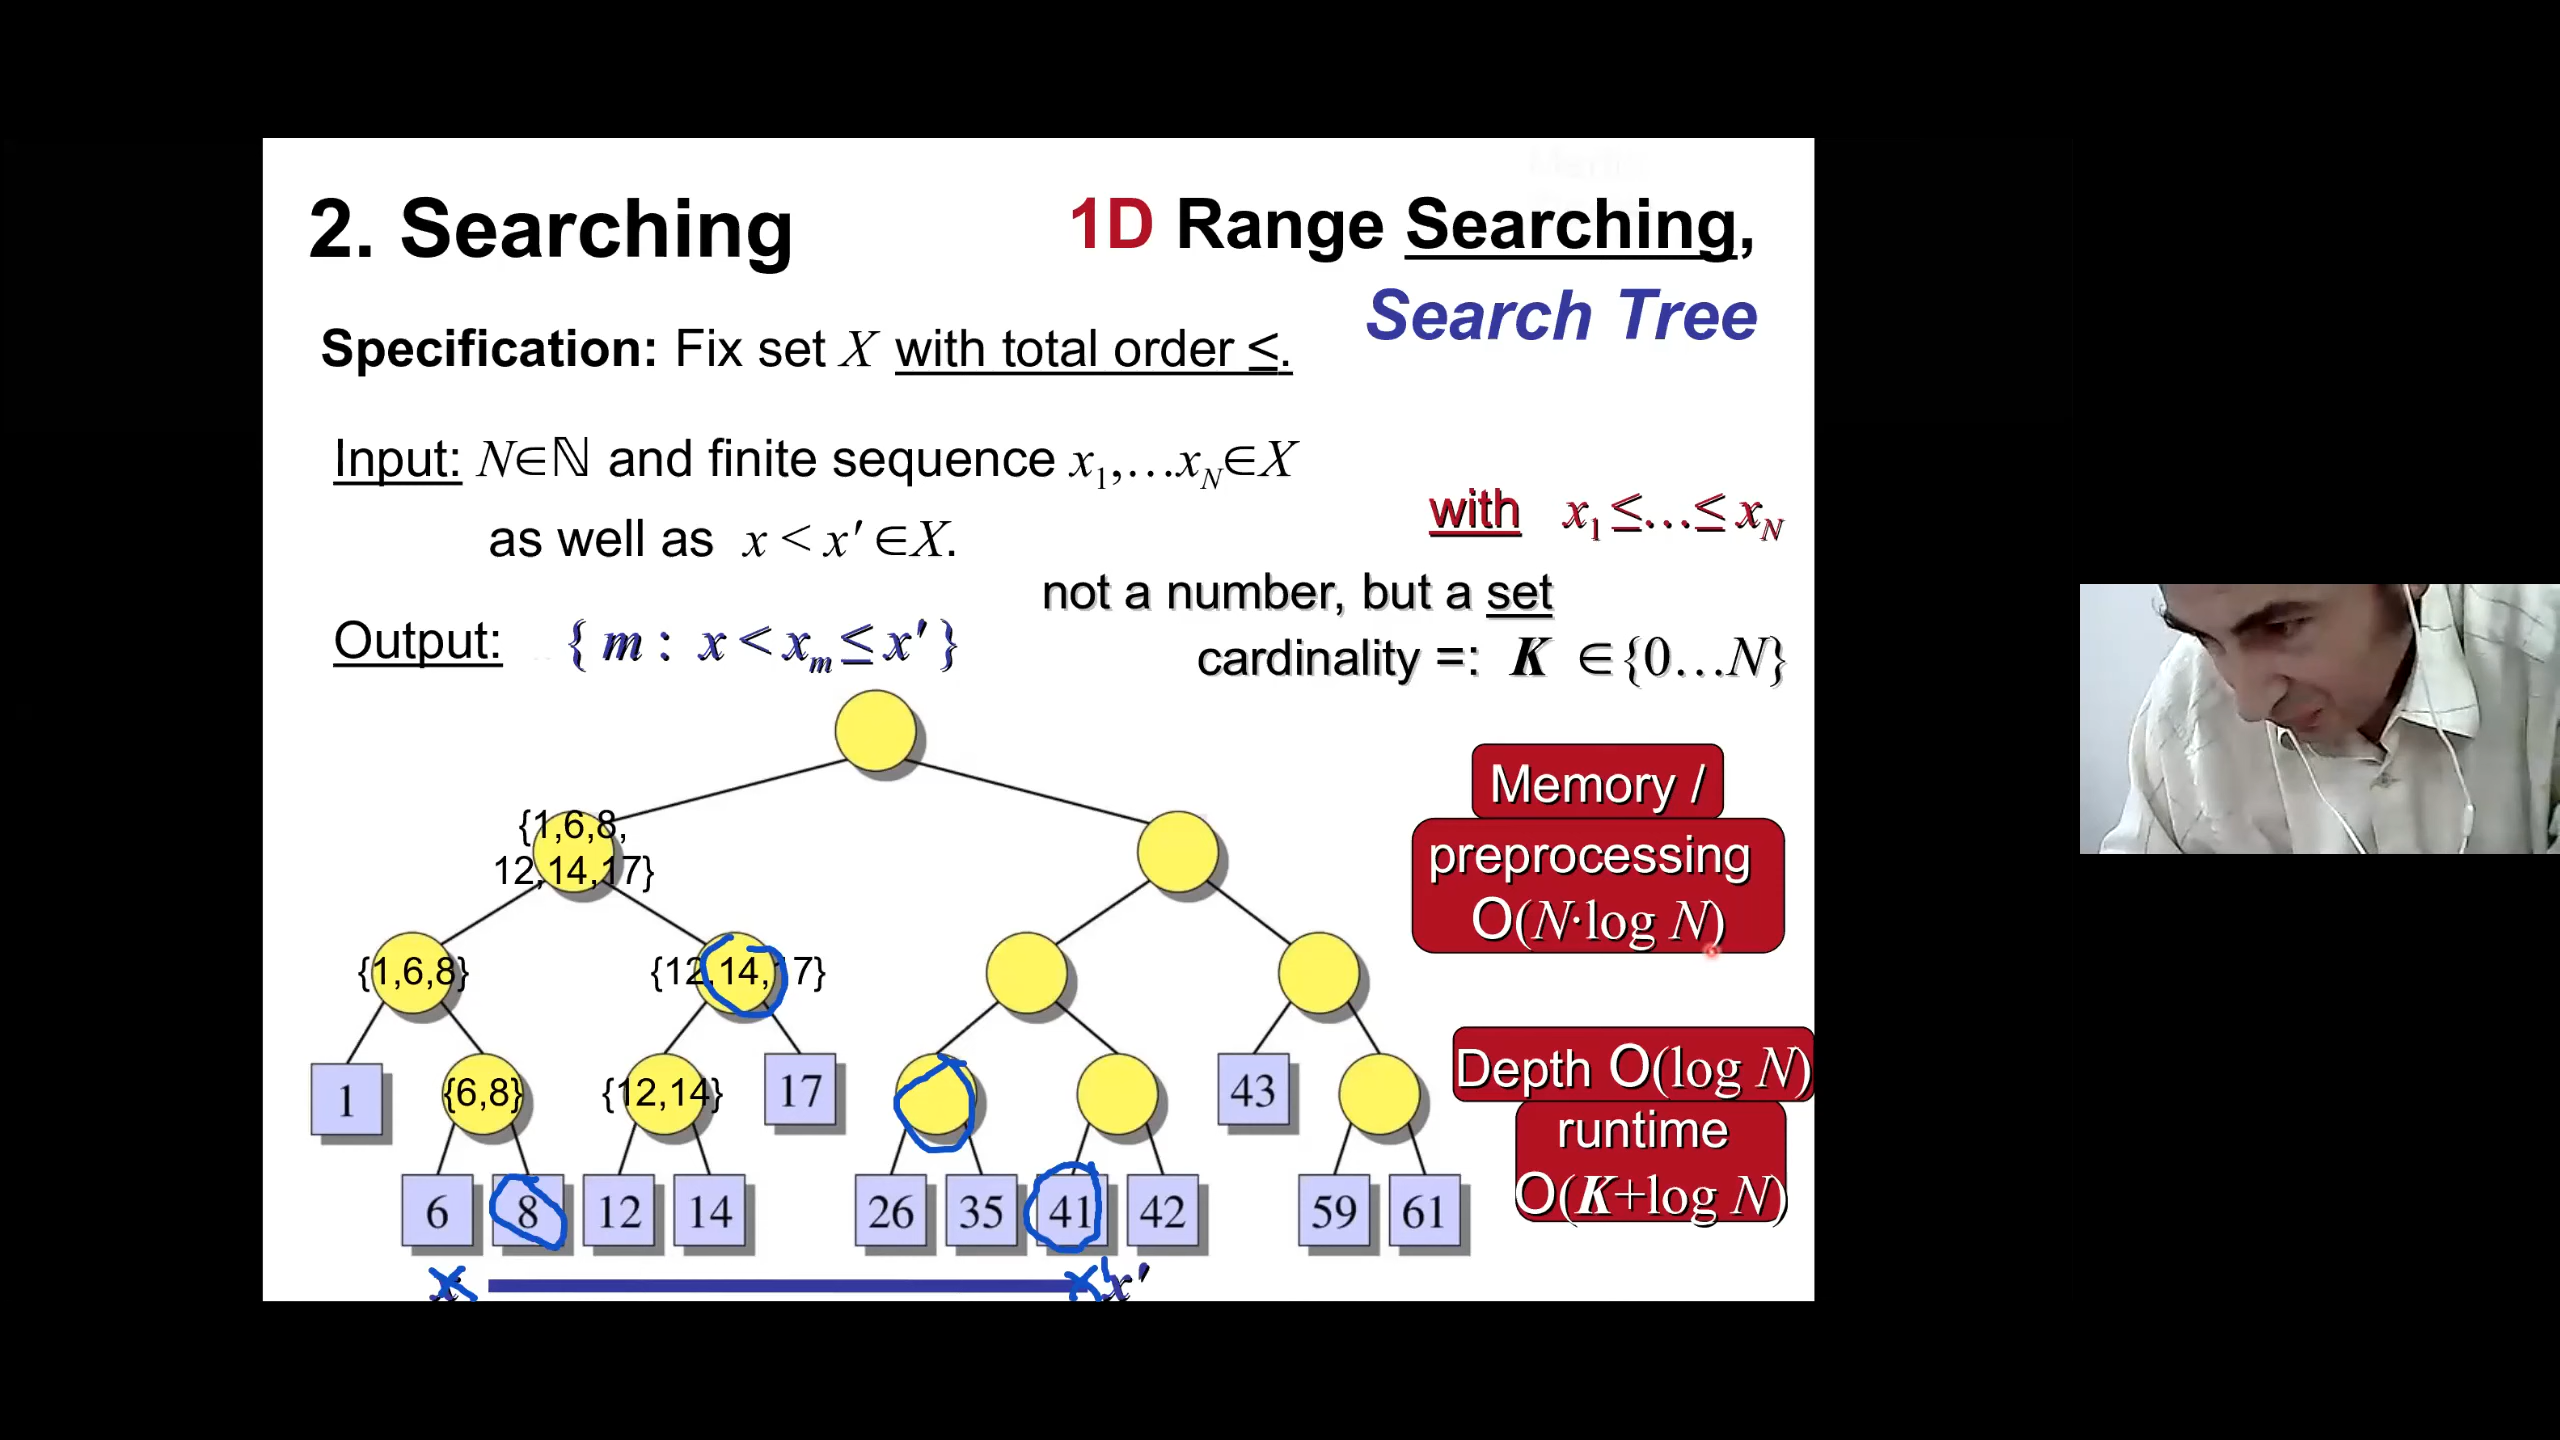 2. Searching
1D Range Searching,
Search Tree
Specification: Fix set X with total order ≤.
Input: N∈ℕ and finite sequence x₁,…x_N∈X
with x₁ ≤…≤ x_N
as well as x < x′ ∈X.
not a number, but a set
Output: { m : x < xₘ ≤ x′ }
cardinality =: K ∈{0…N}
Memory /
preprocessing
O(N·log N)
{1,6,8,
12,14,17}
{1,6,8}
{12,14,17}
Depth O(log N)
runtime
O(K+log N)
1
{6,8}
{12,14}
17
43
6
8
12
14
26
35
41
42
59
61
x
x′
x′